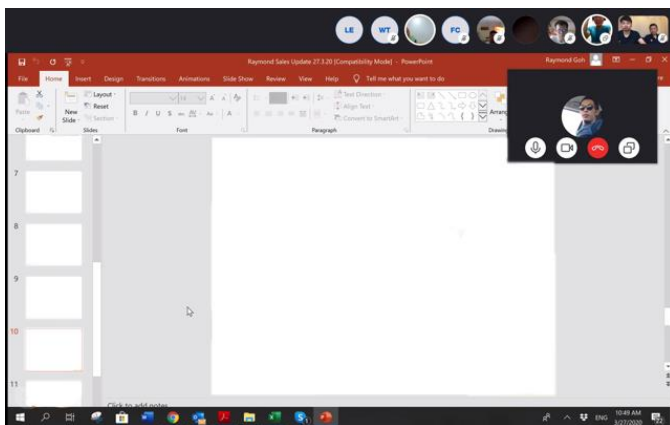 LE WT FC
Raymond Sales Update 27.3.20 [Compatibility Mode] - PowerPoint
Raymond Goh
File Home Insert Design Transitions Animations Slide Show Review View Help Tell me what you want to do
Paste
New
Slide
Layout
Reset
Section
B I U S
Text Direction
Align Text
Convert to SmartArt
Arrang
Clipboard Slides Font Paragraph Drawing
7
8
9
10
11
Click to add notes
ENG
10:49 AM
3/27/2020